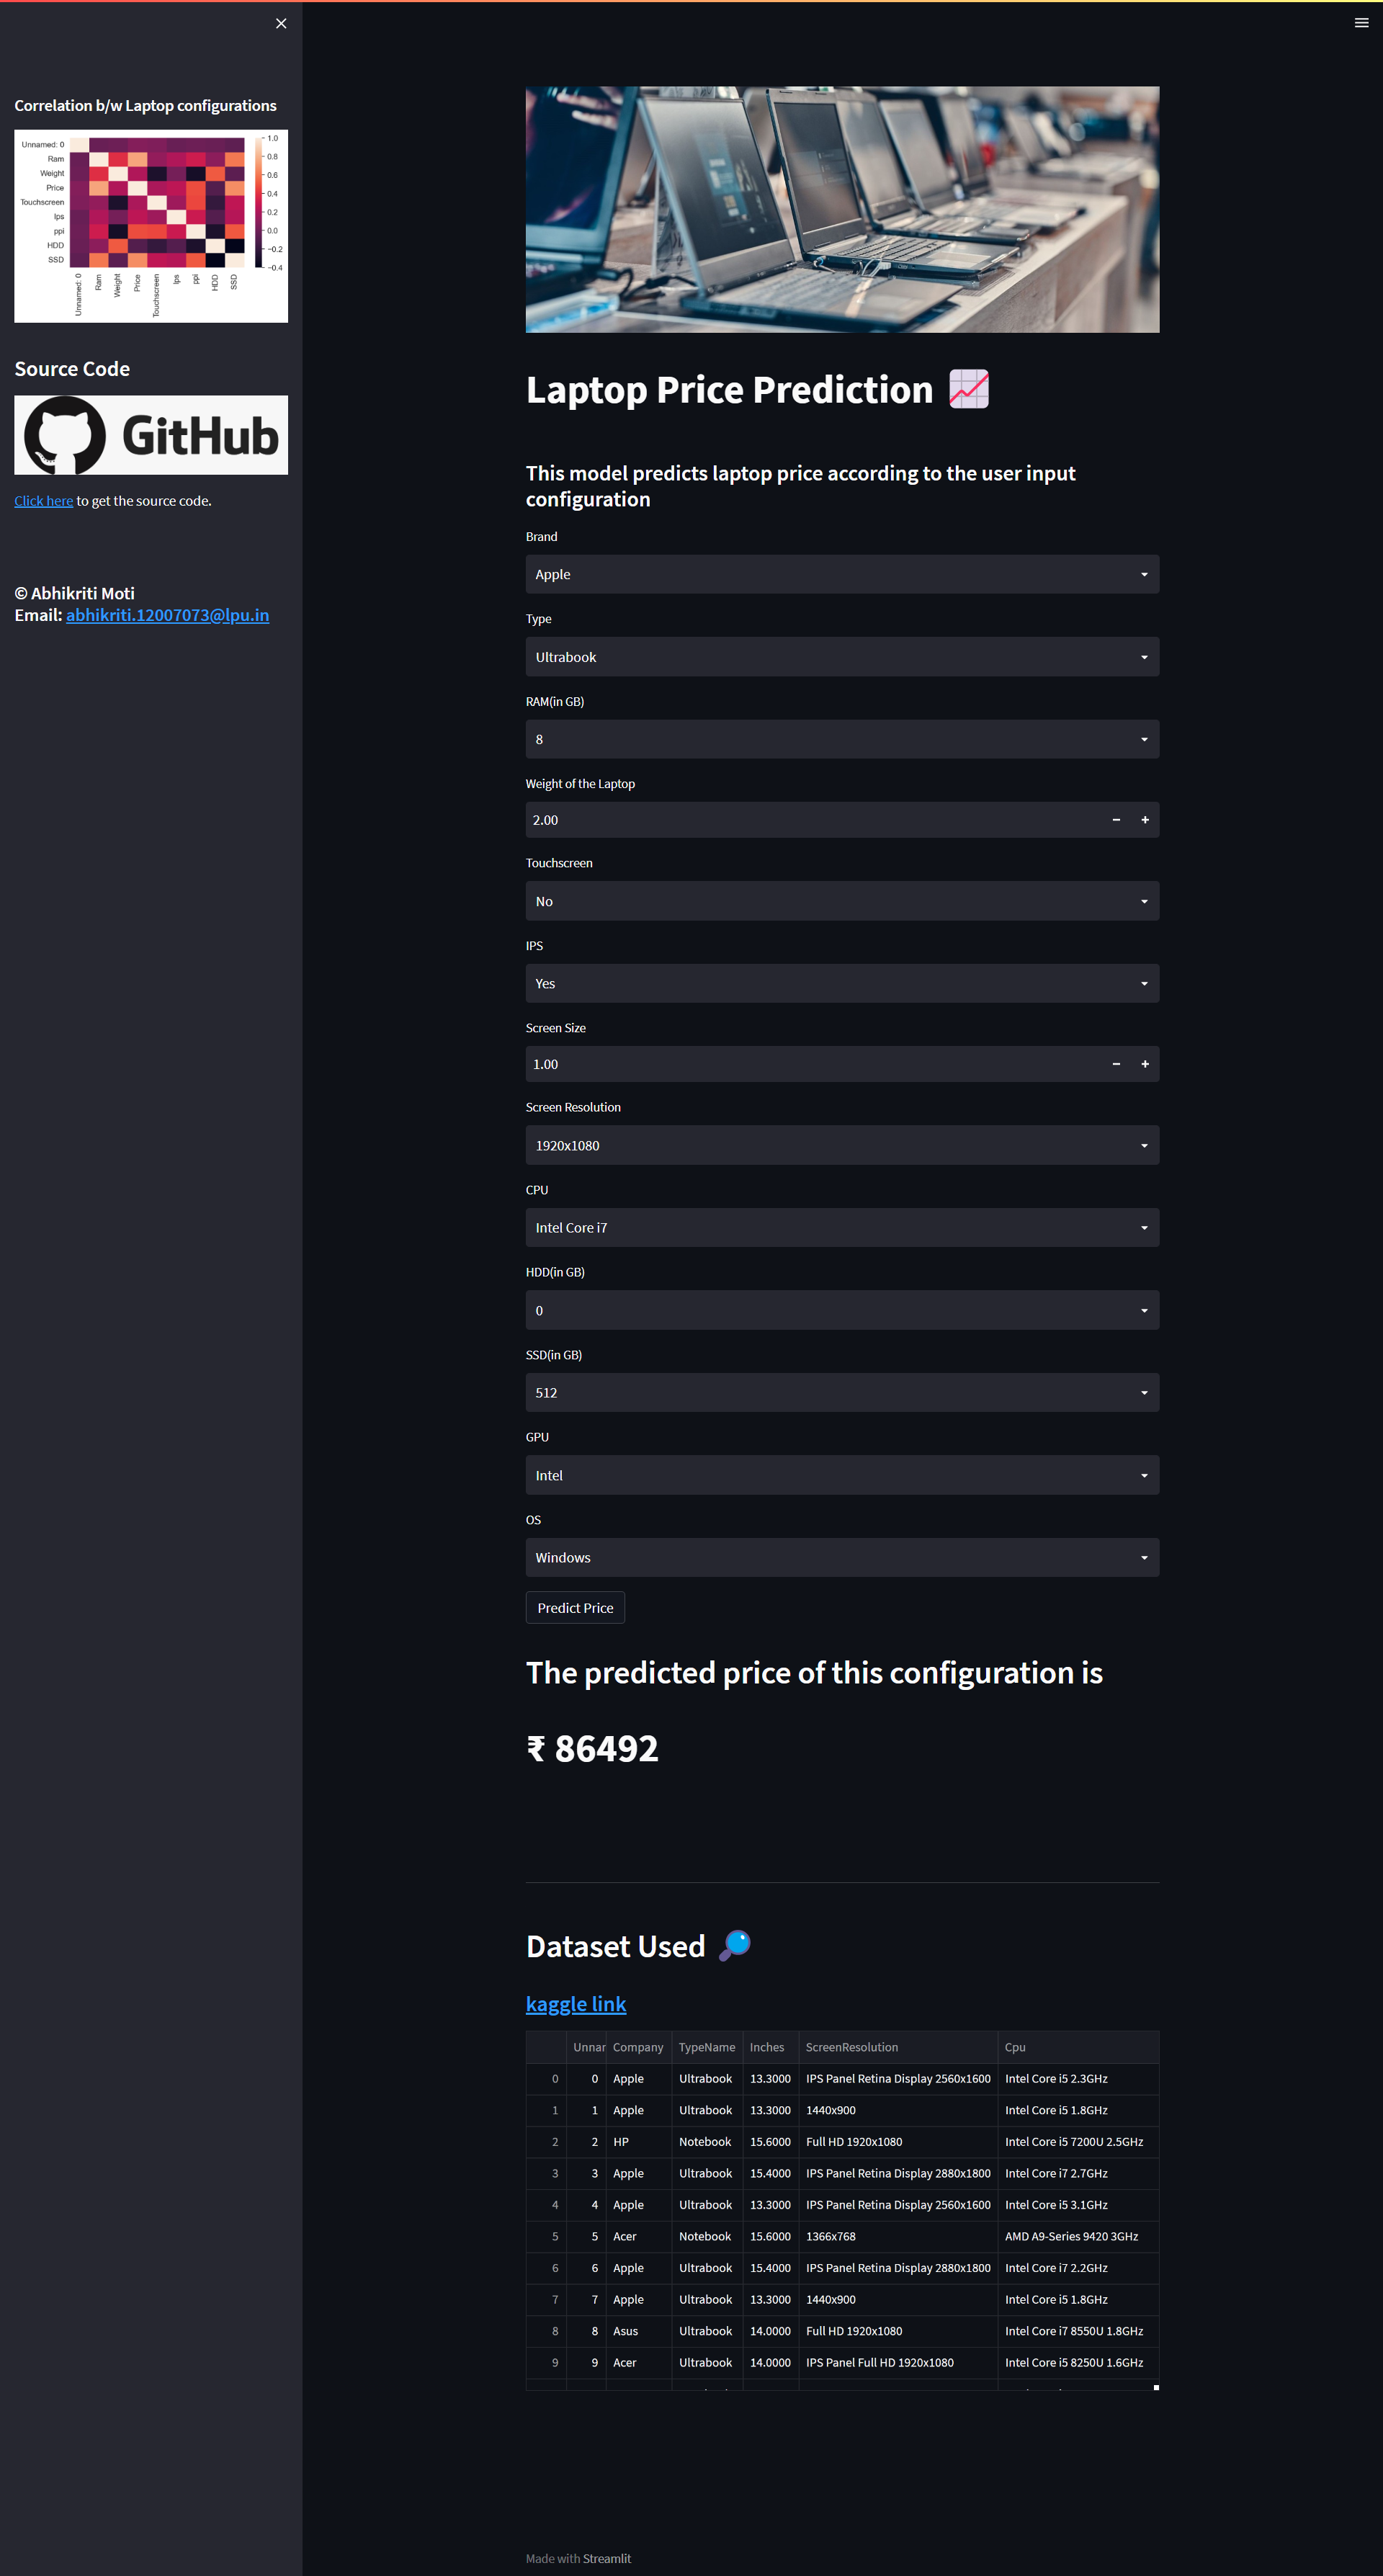 Correlation b/w Laptop configurations
Unnamed: 0
Ram
Weight
Price
Touchscreen
Ips
ppi
HDD
SSD
1.0
0.8
0.6
0.4
0.2
0.0
−0.2
−0.4
Unnamed: 0
Ram
Weight
Price
Touchscreen
Ips
ppi
HDD
SSD
Source Code
GitHub
Click here to get the source code.
© Abhikriti Moti
Email: abhikriti.12007073@lpu.in
Laptop Price Prediction
This model predicts laptop price according to the user input
configuration
Brand
Apple
Type
Ultrabook
RAM(in GB)
8
Weight of the Laptop
2.00
Touchscreen
No
IPS
Yes
Screen Size
1.00
Screen Resolution
1920x1080
CPU
Intel Core i7
HDD(in GB)
0
SSD(in GB)
512
GPU
Intel
OS
Windows
Predict Price
The predicted price of this configuration is
₹ 86492
Dataset Used
kaggle link
Unnar Company TypeName Inches ScreenResolution Cpu
0 0 Apple Ultrabook 13.3000 IPS Panel Retina Display 2560x1600 Intel Core i5 2.3GHz
1 1 Apple Ultrabook 13.3000 1440x900 Intel Core i5 1.8GHz
2 2 HP Notebook 15.6000 Full HD 1920x1080 Intel Core i5 7200U 2.5GHz
3 3 Apple Ultrabook 15.4000 IPS Panel Retina Display 2880x1800 Intel Core i7 2.7GHz
4 4 Apple Ultrabook 13.3000 IPS Panel Retina Display 2560x1600 Intel Core i5 3.1GHz
5 5 Acer Notebook 15.6000 1366x768 AMD A9-Series 9420 3GHz
6 6 Apple Ultrabook 15.4000 IPS Panel Retina Display 2880x1800 Intel Core i7 2.2GHz
7 7 Apple Ultrabook 13.3000 1440x900 Intel Core i5 1.8GHz
8 8 Asus Ultrabook 14.0000 Full HD 1920x1080 Intel Core i7 8550U 1.8GHz
9 9 Acer Ultrabook 14.0000 IPS Panel Full HD 1920x1080 Intel Core i5 8250U 1.6GHz
Made with Streamlit